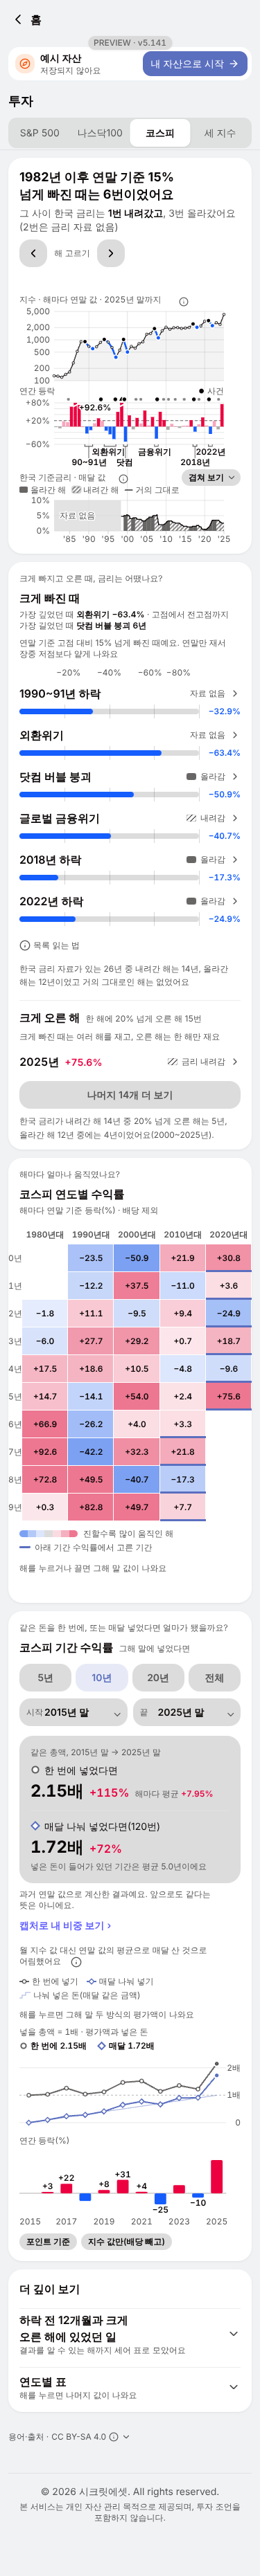 홈
PREVIEW · v5.141
예시 자산
저장되지 않아요
내 자산으로 시작
투자
S&P 500
나스닥100
코스피
세 지수
1982년 이후 연말 기준 15%
넘게 빠진 때는 6번이었어요
그 사이 한국 금리는 1번 내려갔고, 3번 올라갔어요
(2번은 금리 자료 없음)
해 고르기
지수 · 해마다 연말 값 · 2025년 말까지
5,000
2,000
1,000
500
200
100
연간 등락
사건
+80%
+92.6%
+20%
−60%
외환위기
금융위기
2022년
90~91년
닷컴
2018년
한국 기준금리 · 매달 값
겹쳐 보기
올라간 해
내려간 해
거의 그대로
10%
자료 없음
5%
0%
'85
'90
'95
'00
'05
'10
'15
'20
'25
크게 빠지고 오른 때, 금리는 어땠나요?
크게 빠진 때
가장 깊었던 때 외환위기 −63.4% · 고점에서 전고점까지
가장 길었던 때 닷컴 버블 붕괴 6년
연말 기준 고점 대비 15% 넘게 빠진 때예요. 연말만 재서
장중 저점보다 얕게 나와요
−20%
−40%
−60%
−80%
1990~91년 하락
자료 없음
−32.9%
외환위기
자료 없음
−63.4%
닷컴 버블 붕괴
올라감
−50.9%
글로벌 금융위기
내려감
−40.7%
2018년 하락
올라감
−17.3%
2022년 하락
올라감
−24.9%
목록 읽는 법
한국 금리 자료가 있는 26년 중 내려간 해는 14년, 올라간
해는 12년이었고 거의 그대로인 해는 없었어요
크게 오른 해
한 해에 20% 넘게 오른 해 15번
크게 빠진 때는 여러 해를 재고, 오른 해는 한 해만 재요
2025년
+75.6%
금리 내려감
나머지 14개 더 보기
한국 금리가 내려간 해 14년 중 20% 넘게 오른 해는 5년,
올라간 해 12년 중에는 4년이었어요(2000~2025년).
해마다 얼마나 움직였나요?
코스피 연도별 수익률
해마다 연말 기준 등락(%) · 배당 제외
1980년대
1990년대
2000년대
2010년대
2020년대
0년
−23.5
−50.9
+21.9
+30.8
1년
−12.2
+37.5
−11.0
+3.6
2년
−1.8
+11.1
−9.5
+9.4
−24.9
3년
−6.0
+27.7
+29.2
+0.7
+18.7
4년
+17.5
+18.6
+10.5
−4.8
−9.6
5년
+14.7
−14.1
+54.0
+2.4
+75.6
6년
+66.9
−26.2
+4.0
+3.3
7년
+92.6
−42.2
+32.3
+21.8
8년
+72.8
+49.5
−40.7
−17.3
9년
+0.3
+82.8
+49.7
+7.7
진할수록 많이 움직인 해
아래 기간 수익률에서 고른 기간
해를 누르거나 끌면 그해 말 값이 나와요
같은 돈을 한 번에, 또는 매달 넣었다면 얼마가 됐을까요?
코스피 기간 수익률
그해 말에 넣었다면
5년
10년
20년
전체
시작
2015년 말
끝
2025년 말
같은 총액, 2015년 말 → 2025년 말
한 번에 넣었다면
2.15배
+115%
해마다 평균 +7.95%
매달 나눠 넣었다면(120번)
1.72배
+72%
넣은 돈이 들어가 있던 기간은 평균 5.0년이에요
과거 연말 값으로 계산한 결과예요. 앞으로도 같다는
뜻은 아니에요.
캡처로 내 비중 보기 ›
월 지수 값 대신 연말 값의 평균으로 매달 산 것으로
어림했어요
한 번에 넣기
매달 나눠 넣기
나눠 넣은 돈(매달 같은 금액)
해를 누르면 그해 말 두 방식의 평가액이 나와요
넣을 총액 = 1배 · 평가액과 넣은 돈
한 번에 2.15배
매달 1.72배
2배
1배
0
연간 등락(%)
+3
+22
+8
+31
+4
−25
−10
2015
2017
2019
2021
2023
2025
포인트 기준
지수 값만(배당 빼고)
더 깊이 보기
하락 전 12개월과 크게
오른 해에 있었던 일
결과를 알 수 있는 해까지 세어 표로 모았어요
연도별 표
해를 누르면 나머지 값이 나와요
용어·출처 · CC BY-SA 4.0
© 2026 시크릿에셋. All rights reserved.
본 서비스는 개인 자산 관리 목적으로 제공되며, 투자 조언을
포함하지 않습니다.